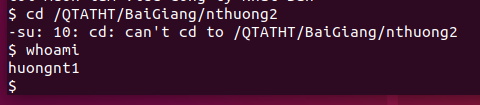 $ cd /QTATHT/BaiGiang/nthuong2
-su: 10: cd: can't cd to /QTATHT/BaiGiang/nthuong2
$ whoami
huongnt1
$